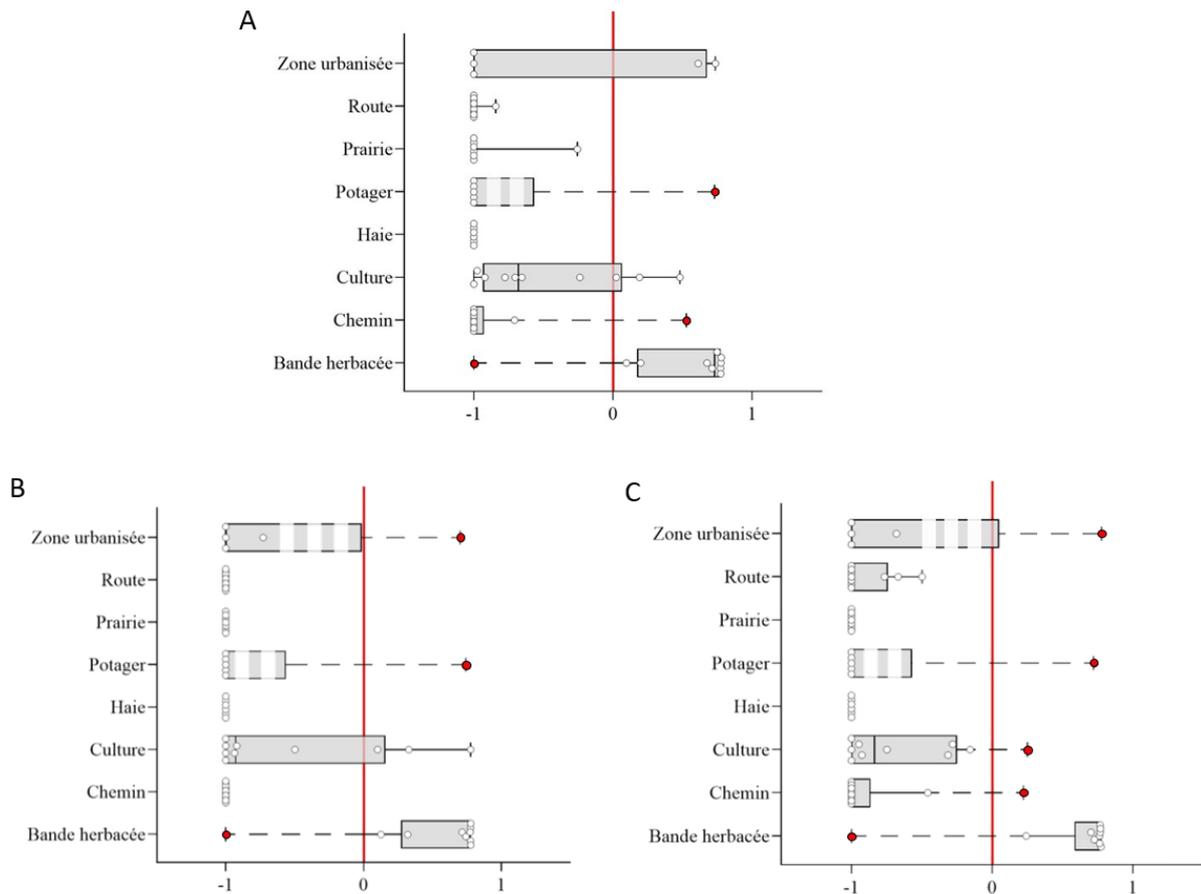 A
Zone urbanisée
Route
Prairie
Potager
Haie
Culture
Chemin
Bande herbacée
-1 0 1
B
Zone urbanisée
Route
Prairie
Potager
Haie
Culture
Chemin
Bande herbacée
-1 0 1
C
Zone urbanisée
Route
Prairie
Potager
Haie
Culture
Chemin
Bande herbacée
-1 0 1